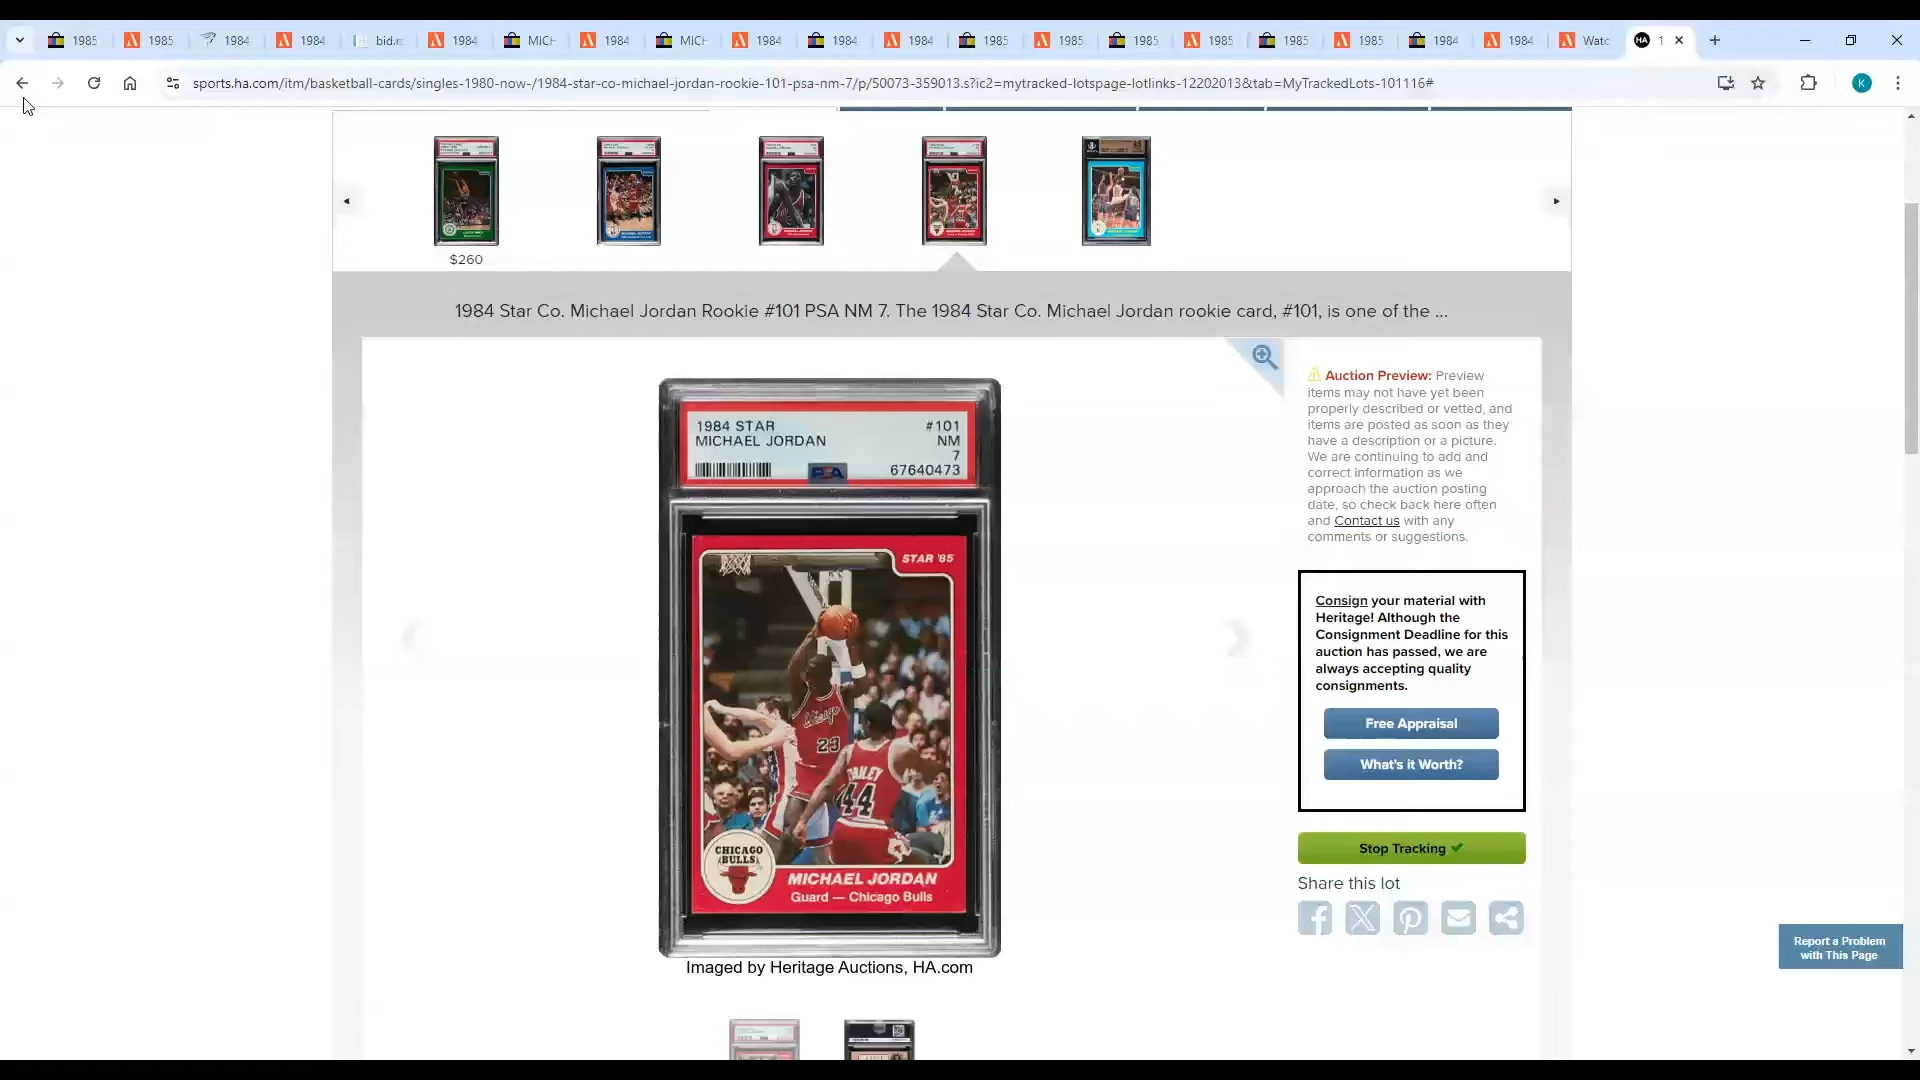 1985
1985
1984
1984
bid.r
1984
MICH
1984
MICH
1984
1984
1984
1985
1985
1985
1985
1985
1985
1984
1984
Watc
HA
1
sports.ha.com/itm/basketball-cards/singles-1980-now-/1984-star-co-michael-jordan-rookie-101-psa-nm-7/p/50073-359013.s?ic2=mytracked-lotspage-lotlinks-12202013&tab=MyTrackedLots-101116#
K
$260
1984 Star Co. Michael Jordan Rookie #101 PSA NM 7. The 1984 Star Co. Michael Jordan rookie card, #101, is one of the ...
1984 STAR #101
MICHAEL JORDAN NM
7
PSA 67640473
STAR '85
Chicago
23
DAILEY
44
CHICAGO
BULLS
MICHAEL JORDAN
Guard — Chicago Bulls
Imaged by Heritage Auctions, HA.com
Auction Preview: Preview
items may not have yet been
properly described or vetted, and
items are posted as soon as they
have a description or a picture.
We are continuing to add and
correct information as we
approach the auction posting
date, so check back here often
and Contact us with any
comments or suggestions.
Consign your material with
Heritage! Although the
Consignment Deadline for this
auction has passed, we are
always accepting quality
consignments.
Free Appraisal
What's it Worth?
Stop Tracking
Share this lot
Report a Problem
with This Page